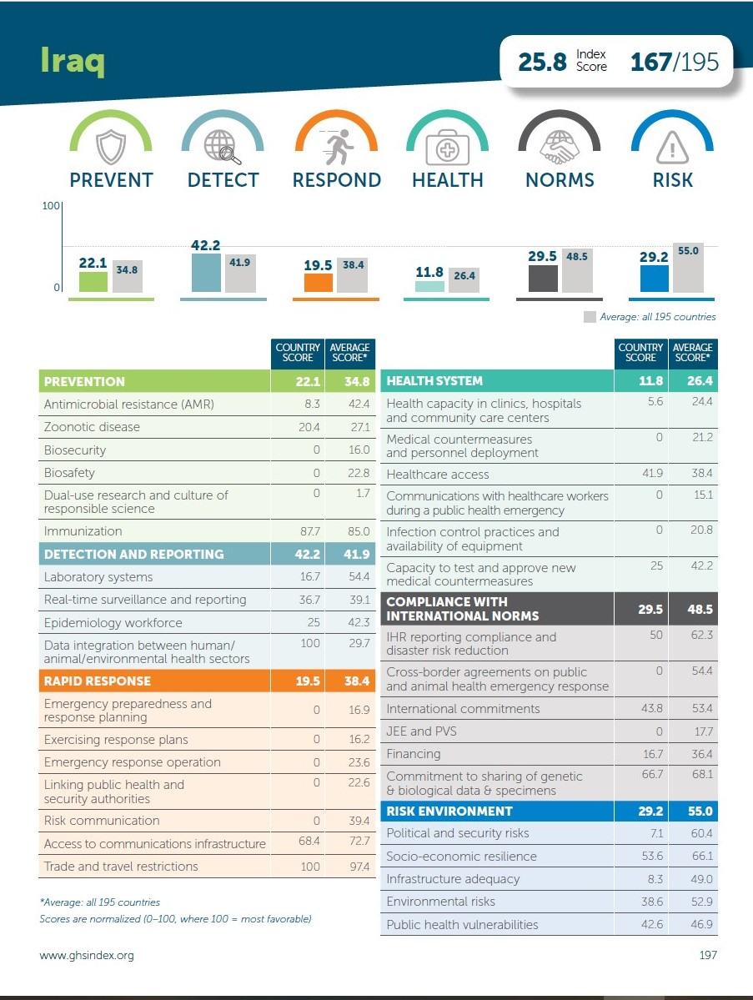 Iraq
25.8 Index Score 167/195
PREVENT DETECT RESPOND HEALTH NORMS RISK
100
0
22.1 34.8
42.2 41.9
19.5 38.4
11.8 26.4
29.5 48.5
29.2 55.0
Average: all 195 countries
COUNTRY SCORE AVERAGE SCORE*
PREVENTION 22.1 34.8
Antimicrobial resistance (AMR) 8.3 42.4
Zoonotic disease 20.4 27.1
Biosecurity 0 16.0
Biosafety 0 22.8
Dual-use research and culture of
responsible science 0 1.7
Immunization 87.7 85.0
DETECTION AND REPORTING 42.2 41.9
Laboratory systems 16.7 54.4
Real-time surveillance and reporting 36.7 39.1
Epidemiology workforce 25 42.3
Data integration between human/
animal/environmental health sectors 100 29.7
RAPID RESPONSE 19.5 38.4
Emergency preparedness and
response planning 0 16.9
Exercising response plans 0 16.2
Emergency response operation 0 23.6
Linking public health and
security authorities 0 22.6
Risk communication 0 39.4
Access to communications infrastructure 68.4 72.7
Trade and travel restrictions 100 97.4
*Average: all 195 countries
Scores are normalized (0–100, where 100 = most favorable)
COUNTRY SCORE AVERAGE SCORE*
HEALTH SYSTEM 11.8 26.4
Health capacity in clinics, hospitals
and community care centers 5.6 24.4
Medical countermeasures
and personnel deployment 0 21.2
Healthcare access 41.9 38.4
Communications with healthcare workers
during a public health emergency 0 15.1
Infection control practices and
availability of equipment 0 20.8
Capacity to test and approve new
medical countermeasures 25 42.2
COMPLIANCE WITH
INTERNATIONAL NORMS 29.5 48.5
IHR reporting compliance and
disaster risk reduction 50 62.3
Cross-border agreements on public
and animal health emergency response 0 54.4
International commitments 43.8 53.4
JEE and PVS 0 17.7
Financing 16.7 36.4
Commitment to sharing of genetic
& biological data & specimens 66.7 68.1
RISK ENVIRONMENT 29.2 55.0
Political and security risks 7.1 60.4
Socio-economic resilience 53.6 66.1
Infrastructure adequacy 8.3 49.0
Environmental risks 38.6 52.9
Public health vulnerabilities 42.6 46.9
www.ghsindex.org 197